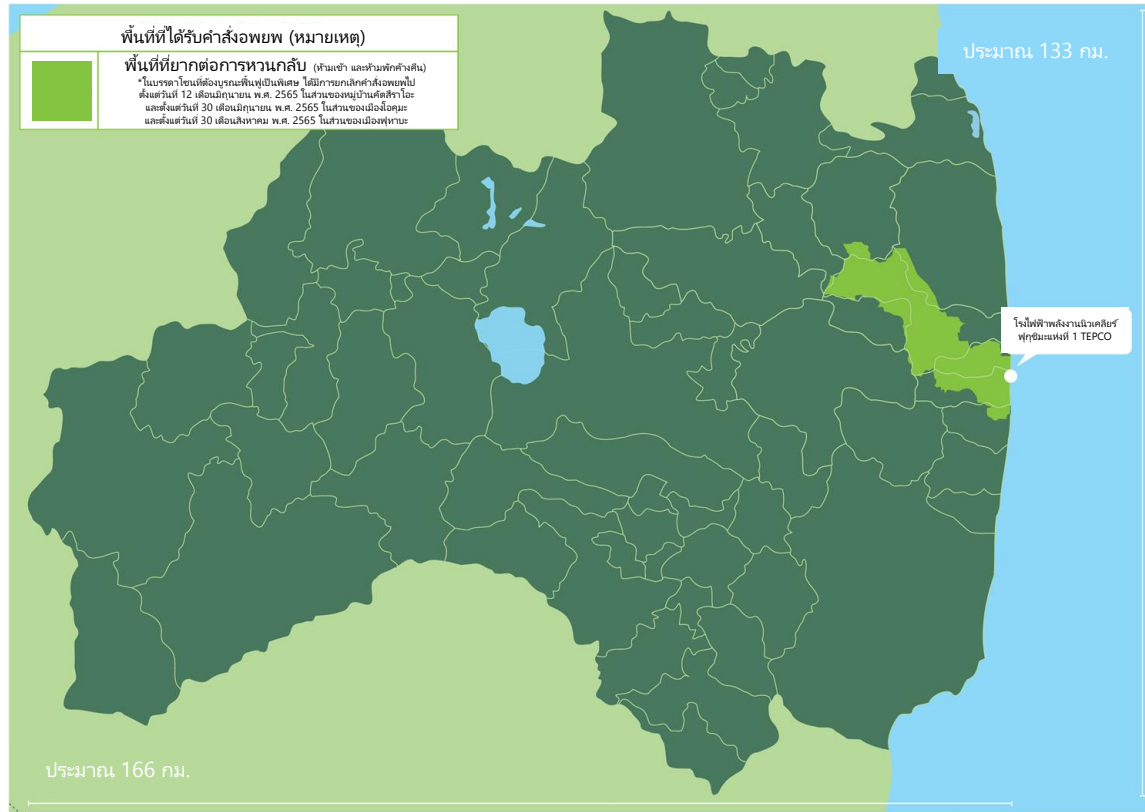 พื้นที่ที่ได้รับคำสั่งอพยพ (หมายเหตุ)
พื้นที่ที่ยากต่อการหวนกลับ (ห้ามเข้า และห้ามพักค้างคืน)
*ในบรรดาโซนที่ต้องบูรณะฟื้นฟูเป็นพิเศษ ได้มีการยกเลิกคำสั่งอพยพไป
ตั้งแต่วันที่ 12 เดือนมิถุนายน พ.ศ. 2565 ในส่วนของหมู่บ้านคัตสึราโอะ
และตั้งแต่วันที่ 30 เดือนมิถุนายน พ.ศ. 2565 ในส่วนของเมืองโอคุมะ
และตั้งแต่วันที่ 30 เดือนสิงหาคม พ.ศ. 2565 ในส่วนของเมืองฟุทาบะ
ประมาณ 133 กม.
โรงไฟฟ้าพลังงานนิวเคลียร์
ฟุกุชิมะแห่งที่ 1 TEPCO
ประมาณ 166 กม.